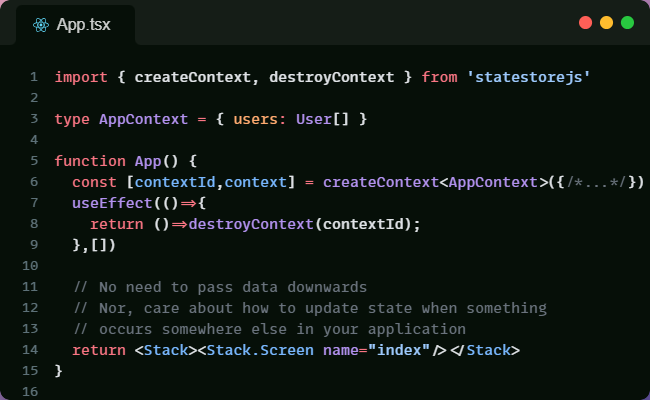 App.tsx
1 import { createContext, destroyContext } from 'statestorejs'
2
3 type AppContext = { users: User[] }
4
5 function App() {
6 const [contextId,context] = createContext<AppContext>({/*...*/})
7 useEffect(()=>{
8 return ()=>destroyContext(contextId);
9 },[])
10
11 // No need to pass data downwards
12 // Nor, care about how to update state when something
13 // occurs somewhere else in your application
14 return <Stack><Stack.Screen name="index"/></Stack>
15 }
16